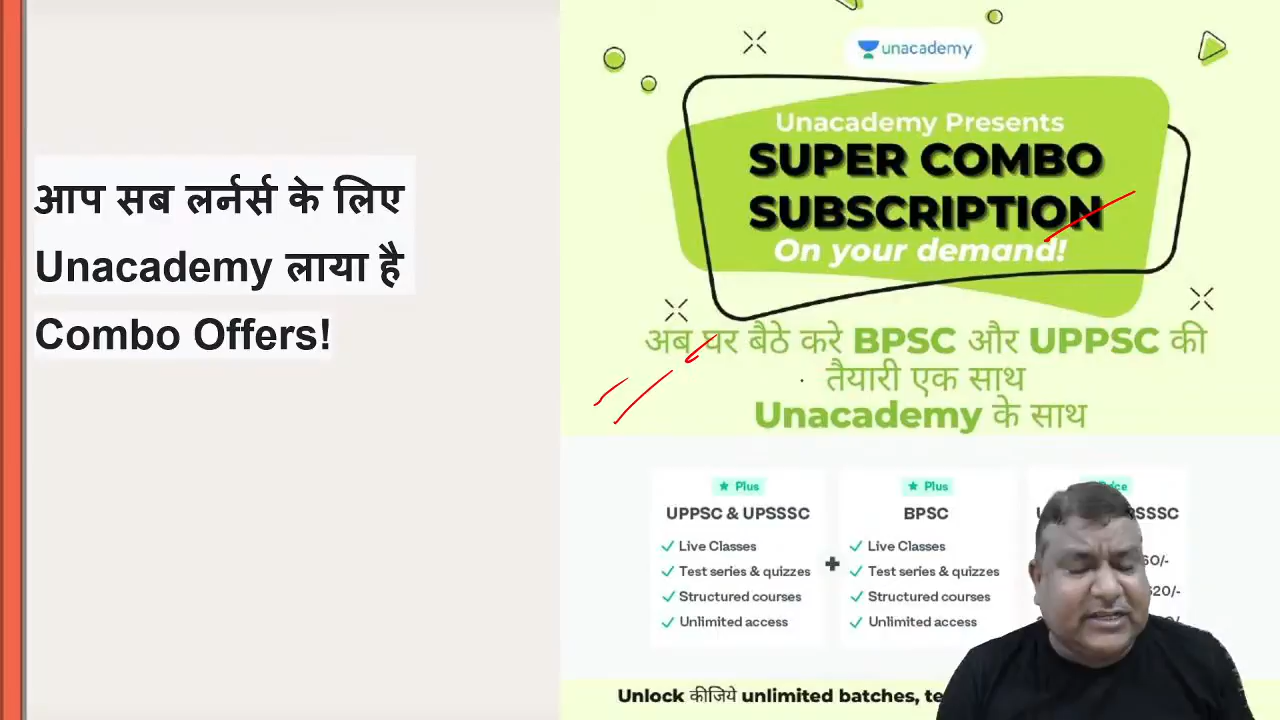 आप सब लर्नर्स के लिए
Unacademy लाया है
Combo Offers!
unacademy
Unacademy Presents
SUPER COMBO
SUBSCRIPTION
On your demand!
अब घर बैठे करे BPSC और UPPSC की
तैयारी एक साथ
Unacademy के साथ
Plus
UPPSC & UPSSSC
Live Classes
Test series & quizzes
Structured courses
Unlimited access
+
Plus
BPSC
Live Classes
Test series & quizzes
Structured courses
Unlimited access
Unlock कीजिये unlimited batches,